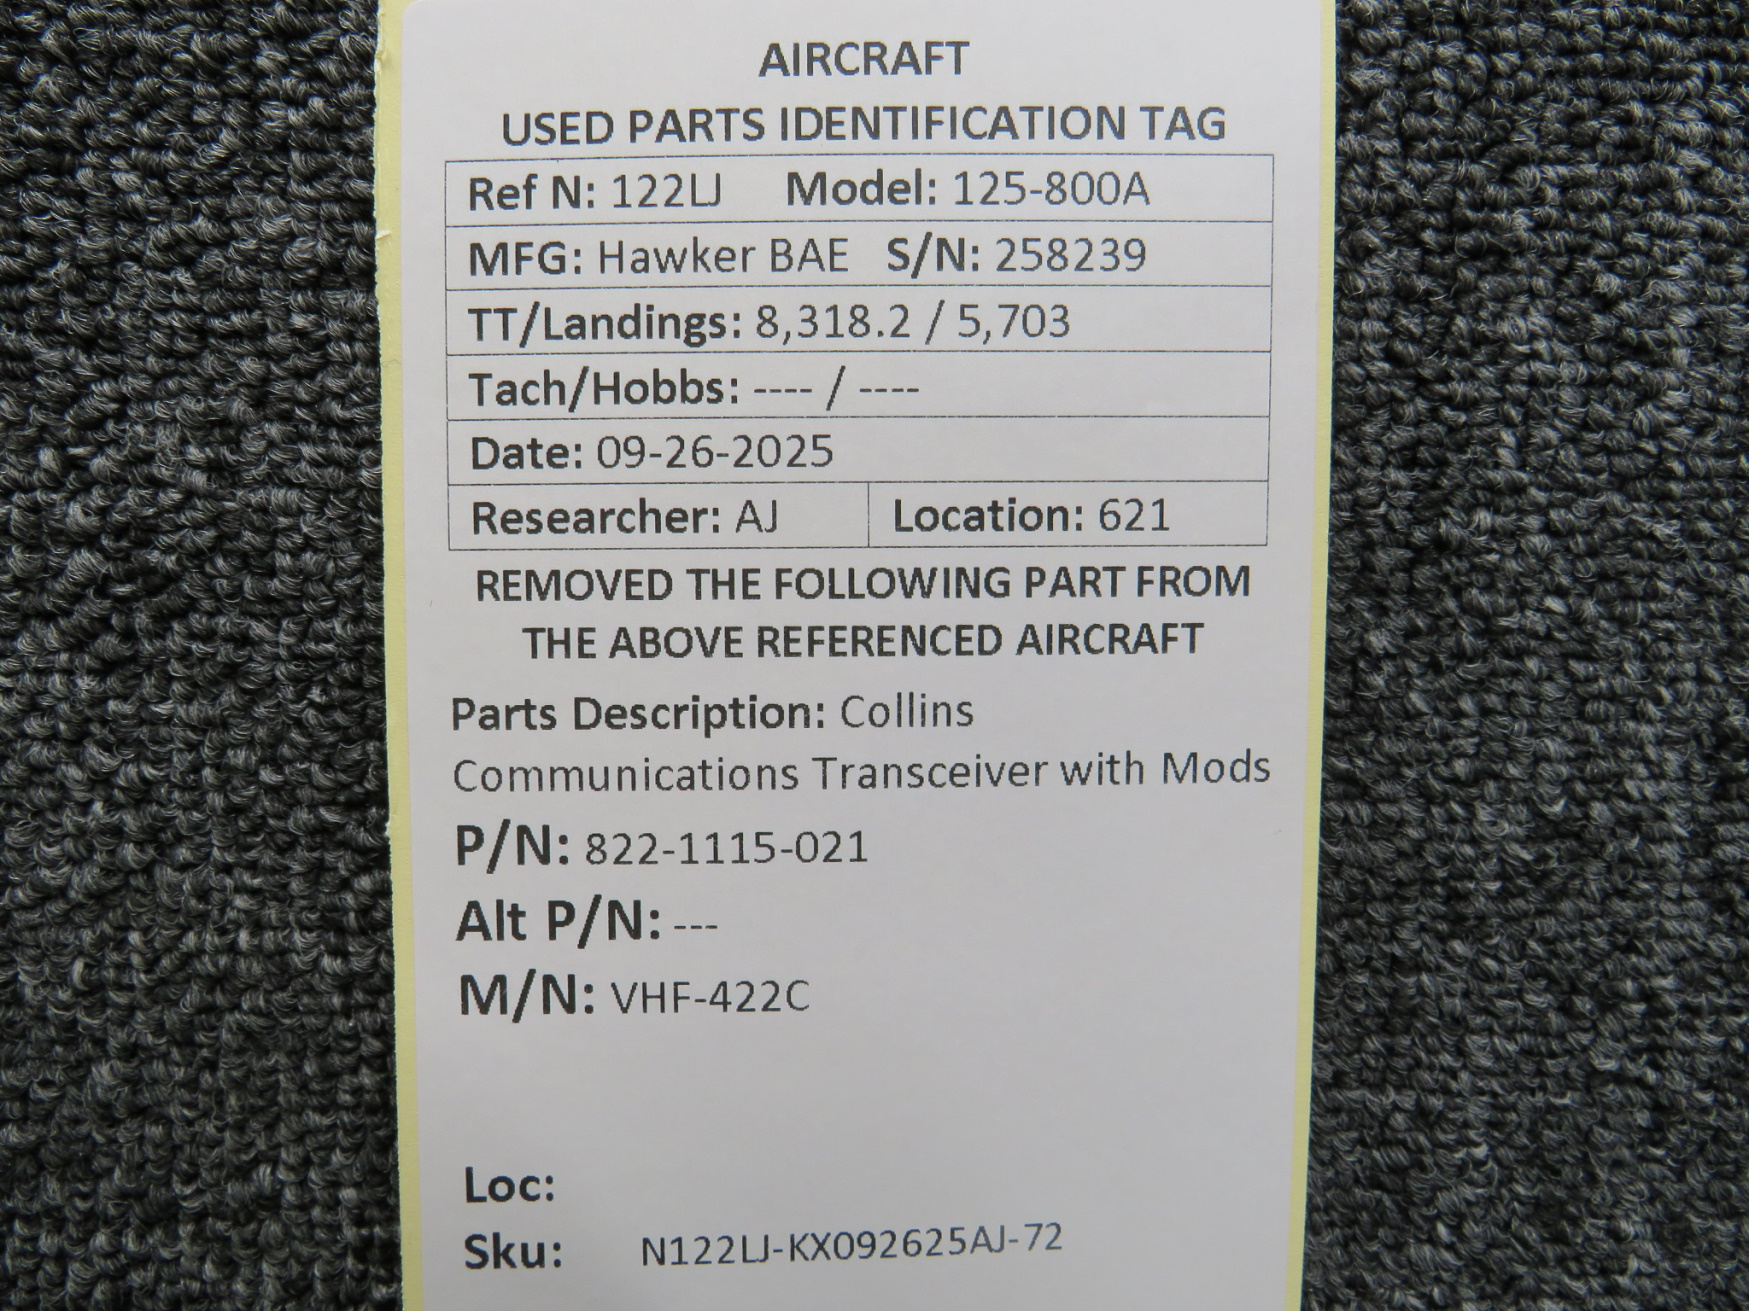 AIRCRAFT
USED PARTS IDENTIFICATION TAG
Ref N: 122LJ Model: 125-800A
MFG: Hawker BAE S/N: 258239
TT/Landings: 8,318.2 / 5,703
Tach/Hobbs: ---- / ----
Date: 09-26-2025
Researcher: AJ Location: 621
REMOVED THE FOLLOWING PART FROM
THE ABOVE REFERENCED AIRCRAFT
Parts Description: Collins
Communications Transceiver with Mods
P/N: 822-1115-021
Alt P/N: ---
M/N: VHF-422C
Loc:
Sku: N122LJ-KX092625AJ-72